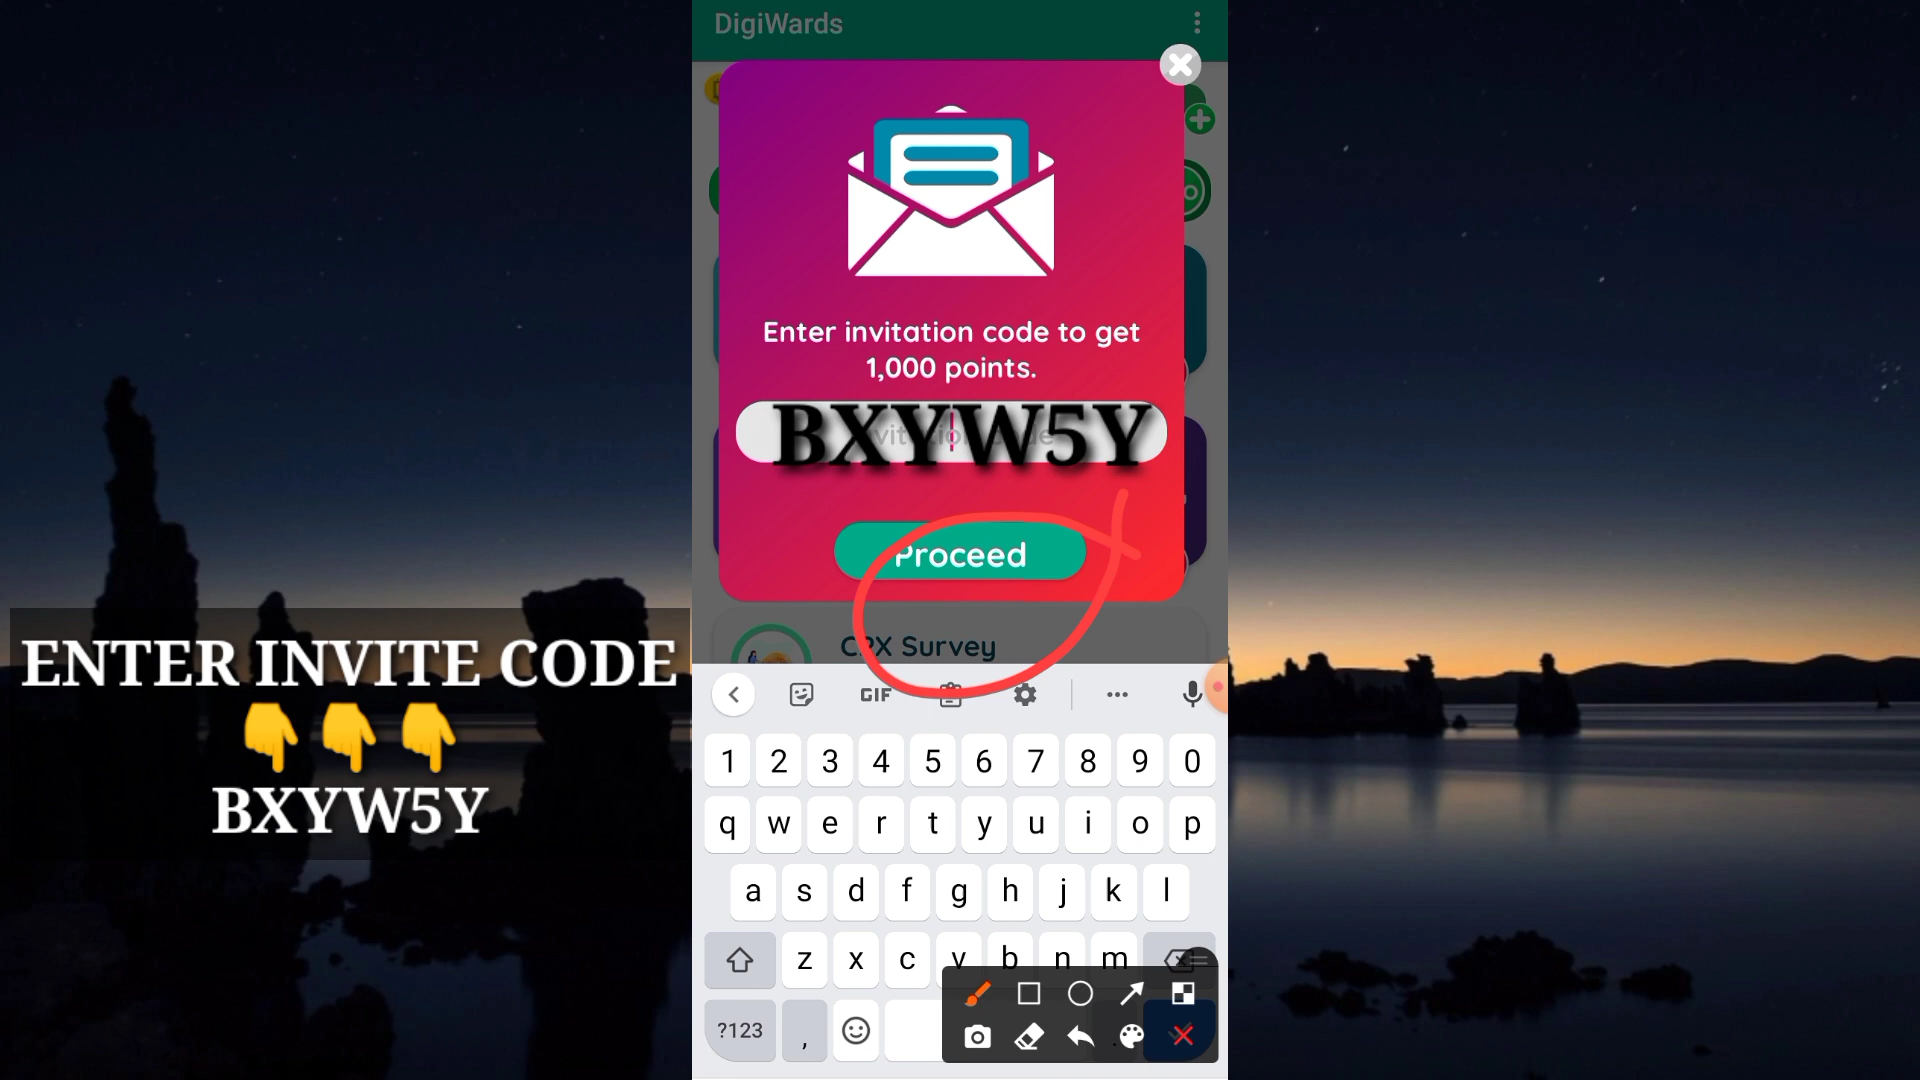 DigiWards
Enter invitation code to get
1,000 points.
BXYW5Y
Proceed
CPX Survey
ENTER INVITE CODE
👇👇👇
BXYW5Y
GIF
1 2 3 4 5 6 7 8 9 0
q w e r t y u i o p
a s d f g h j k l
z x c v b n m
?123 , .